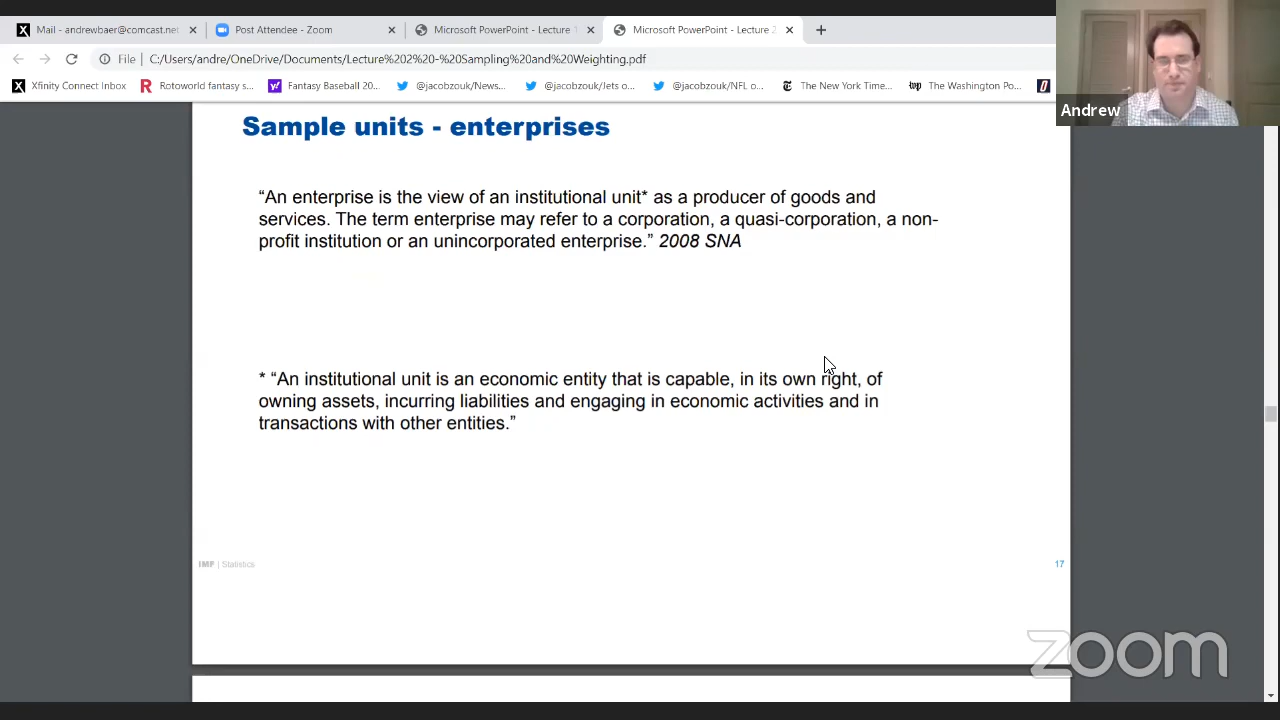 Mail - andrewbaer@comcast.net
Post Attendee - Zoom
Microsoft PowerPoint - Lecture 1
Microsoft PowerPoint - Lecture 2
File | C:/Users/andre/OneDrive/Documents/Lecture%202%20-%20Sampling%20and%20Weighting.pdf
Xfinity Connect Inbox
Rotoworld fantasy s...
Fantasy Baseball 20...
@jacobzouk/News...
@jacobzouk/Jets o...
@jacobzouk/NFL o...
The New York Time...
The Washington Po...
Andrew
Sample units - enterprises
“An enterprise is the view of an institutional unit* as a producer of goods and
services. The term enterprise may refer to a corporation, a quasi-corporation, a non-
profit institution or an unincorporated enterprise.” 2008 SNA
* “An institutional unit is an economic entity that is capable, in its own right, of
owning assets, incurring liabilities and engaging in economic activities and in
transactions with other entities.”
IMF | Statistics
17
zoom